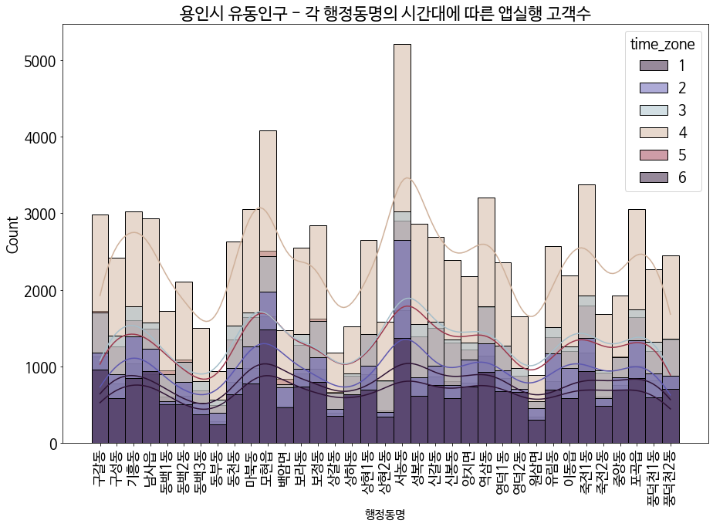 용인시 유동인구 - 각 행정동명의 시간대에 따른 앱실행 고객수
time_zone
1
2
3
4
5
6
Count
5000
4000
3000
2000
1000
0
구갈동
구성동
기흥동
남사읍
동백1동
동백2동
동백3동
동부동
동천동
마북동
모현읍
백암면
보라동
보정동
상갈동
상하동
상현1동
상현2동
서농동
성복동
신갈동
신봉동
양지면
역삼동
영덕1동
영덕2동
원삼면
유림동
이동읍
죽전1동
죽전2동
중앙동
포곡읍
풍덕천1동
풍덕천2동
행정동명